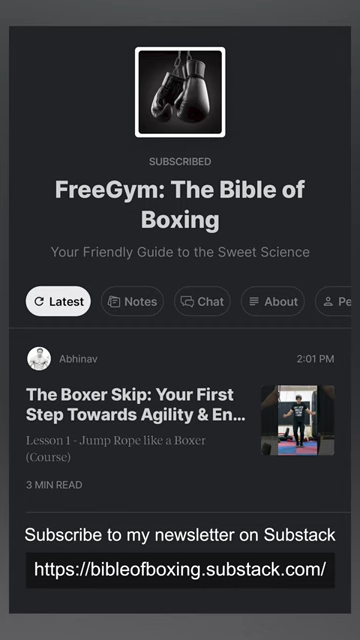 SUBSCRIBED
FreeGym: The Bible of
Boxing
Your Friendly Guide to the Sweet Science
Latest
Notes
Chat
About
Pe
Abhinav
2:01 PM
The Boxer Skip: Your First
Step Towards Agility & En...
Lesson 1 - Jump Rope like a Boxer
(Course)
3 MIN READ
Subscribe to my newsletter on Substack
https://bibleofboxing.substack.com/